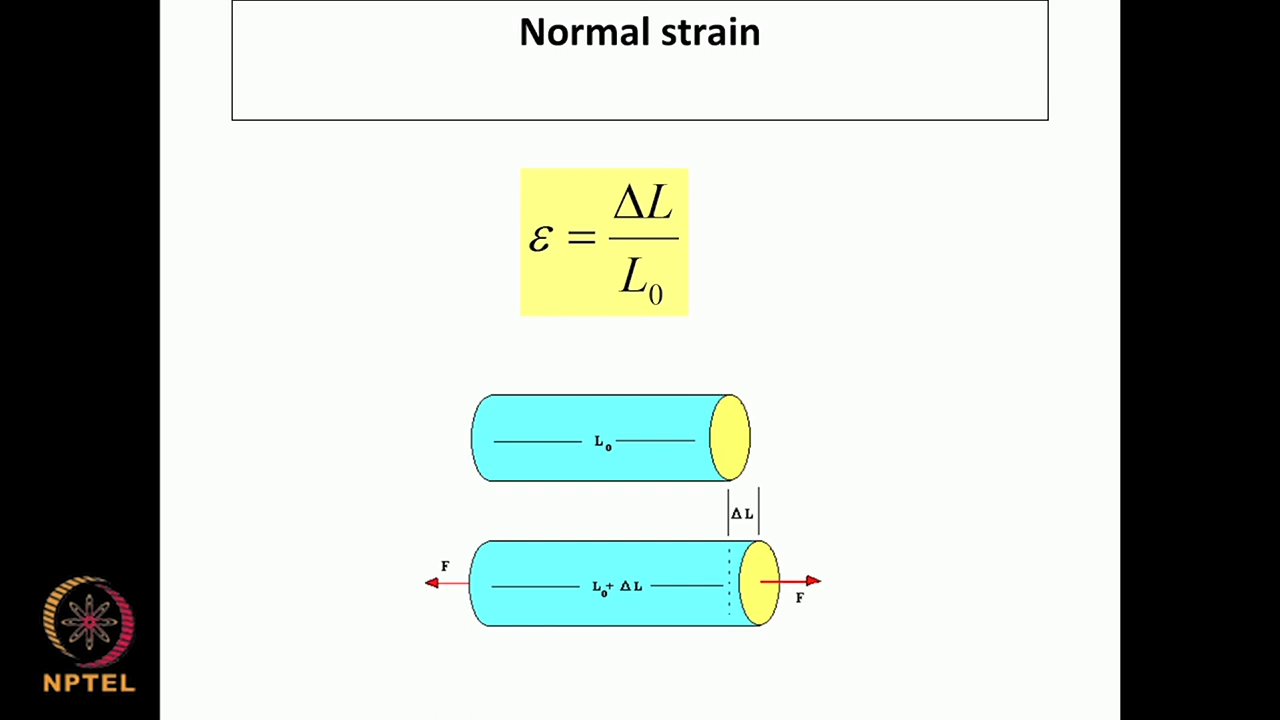 Normal strain
ε = ΔL / L₀
L₀
ΔL
F
L₀+ ΔL
F
NPTEL